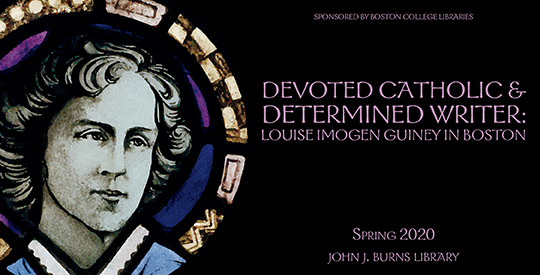 SPONSORED BY BOSTON COLLEGE LIBRARIES
DEVOTED CATHOLIC &
DETERMINED WRITER:
LOUISE IMOGEN GUINEY IN BOSTON
SPRING 2020
JOHN J. BURNS LIBRARY